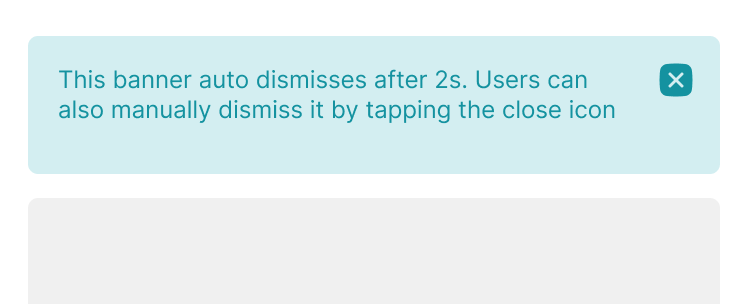 This banner auto dismisses after 2s. Users can
also manually dismiss it by tapping the close icon